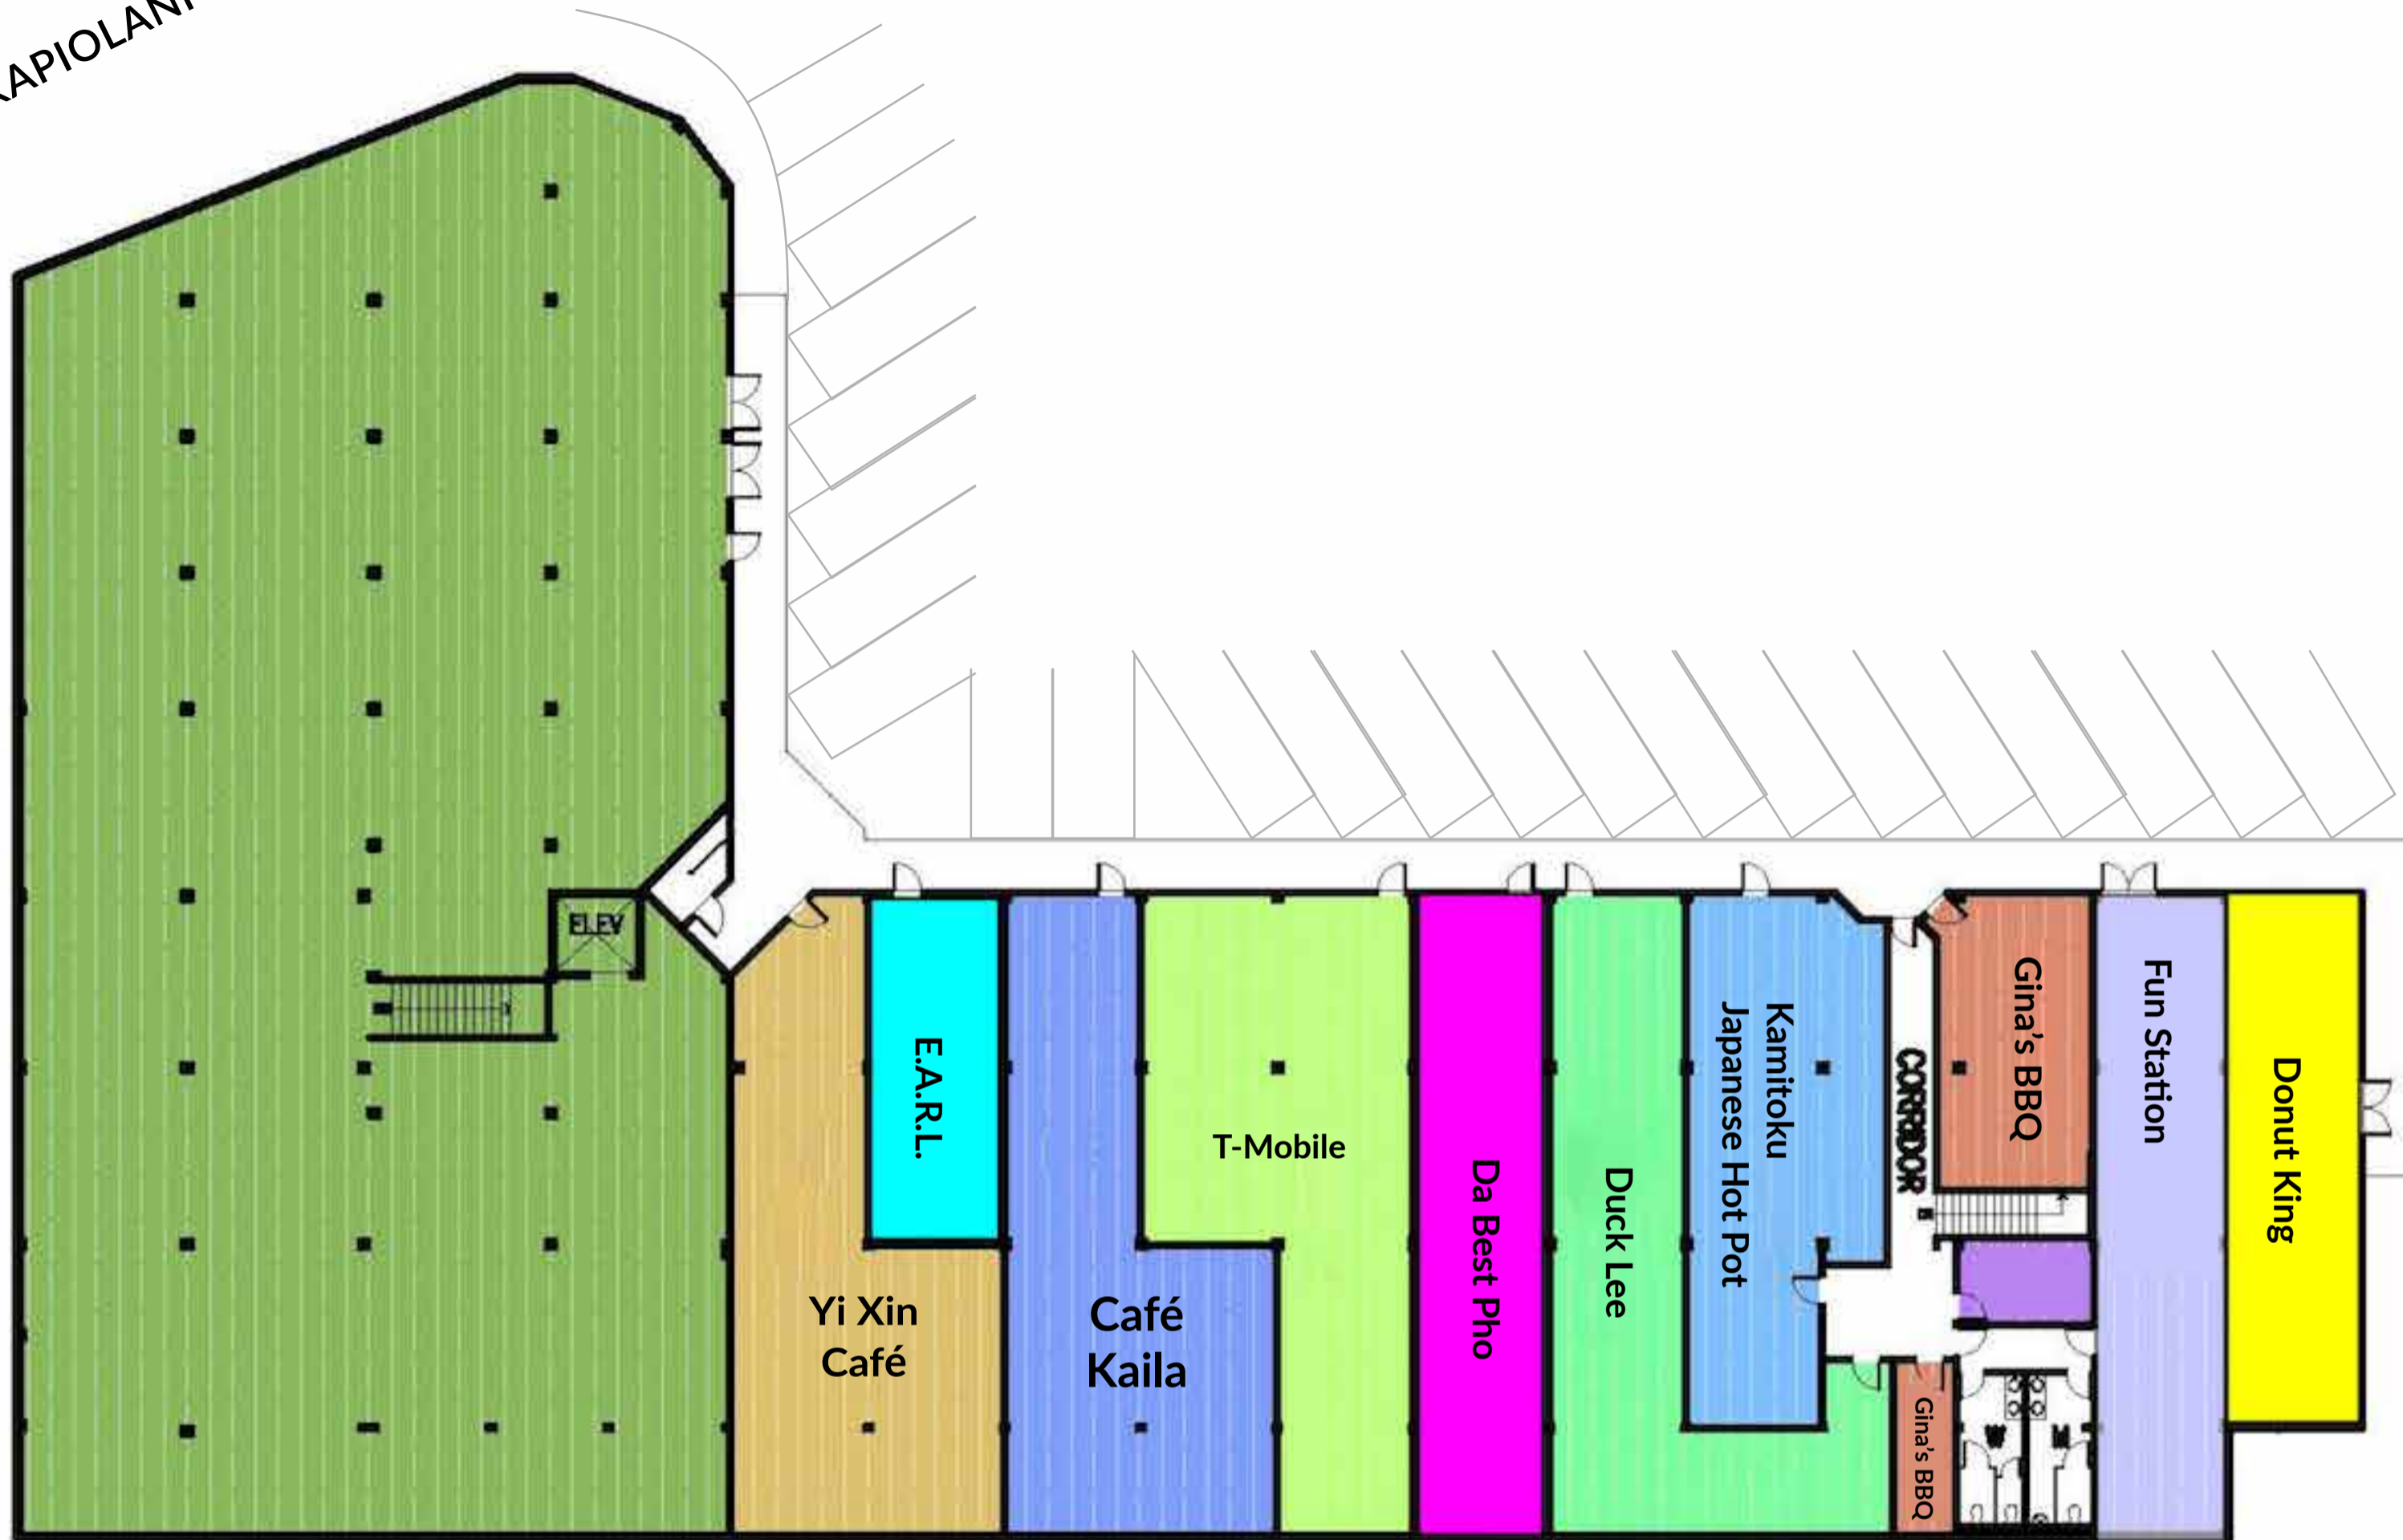 KAPIOLANI
ELEV
E.A.R.L.
Yi Xin
Café
Café
Kaila
T-Mobile
Da Best Pho
Duck Lee
Kamitoku
Japanese Hot Pot
CORRIDOR
Gina's BBQ
Gina's BBQ
W
M
Fun Station
Donut King